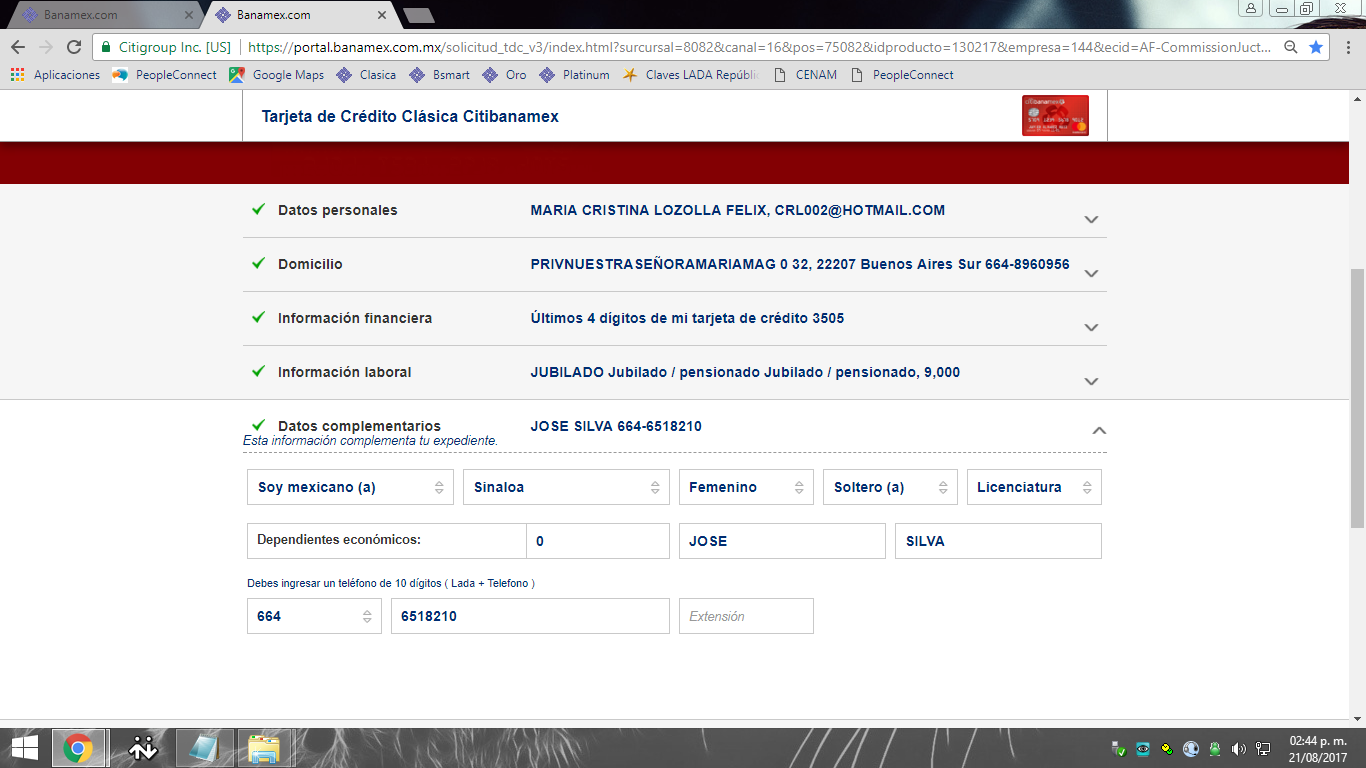 Banamex.com
Banamex.com
Citigroup Inc. [US] https://portal.banamex.com.mx/solicitud_tdc_v3/index.html?sursursal=8082&canal=16&pos=75082&idproducto=130217&empresa=144&ecid=AF-CommissionJuct...
Aplicaciones PeopleConnect Google Maps Clasica Bsmart Oro Platinum Claves LADA Repúblic CENAM PeopleConnect
Tarjeta de Crédito Clásica Citibanamex
Datos personales MARIA CRISTINA LOZOLLA FELIX, CRL002@HOTMAIL.COM
Domicilio PRIVNUESTRASEÑORAMARIAMAG 0 32, 22207 Buenos Aires Sur 664-8960956
Información financiera Últimos 4 dígitos de mi tarjeta de crédito 3505
Información laboral JUBILADO Jubilado / pensionado Jubilado / pensionado, 9,000
Datos complementarios JOSE SILVA 664-6518210
Esta información complementa tu expediente.
Soy mexicano (a) Sinaloa Femenino Soltero (a) Licenciatura
Dependientes económicos: 0 JOSE SILVA
Debes ingresar un teléfono de 10 dígitos ( Lada + Telefono )
664 6518210 Extensión
02:44 p. m.
21/08/2017